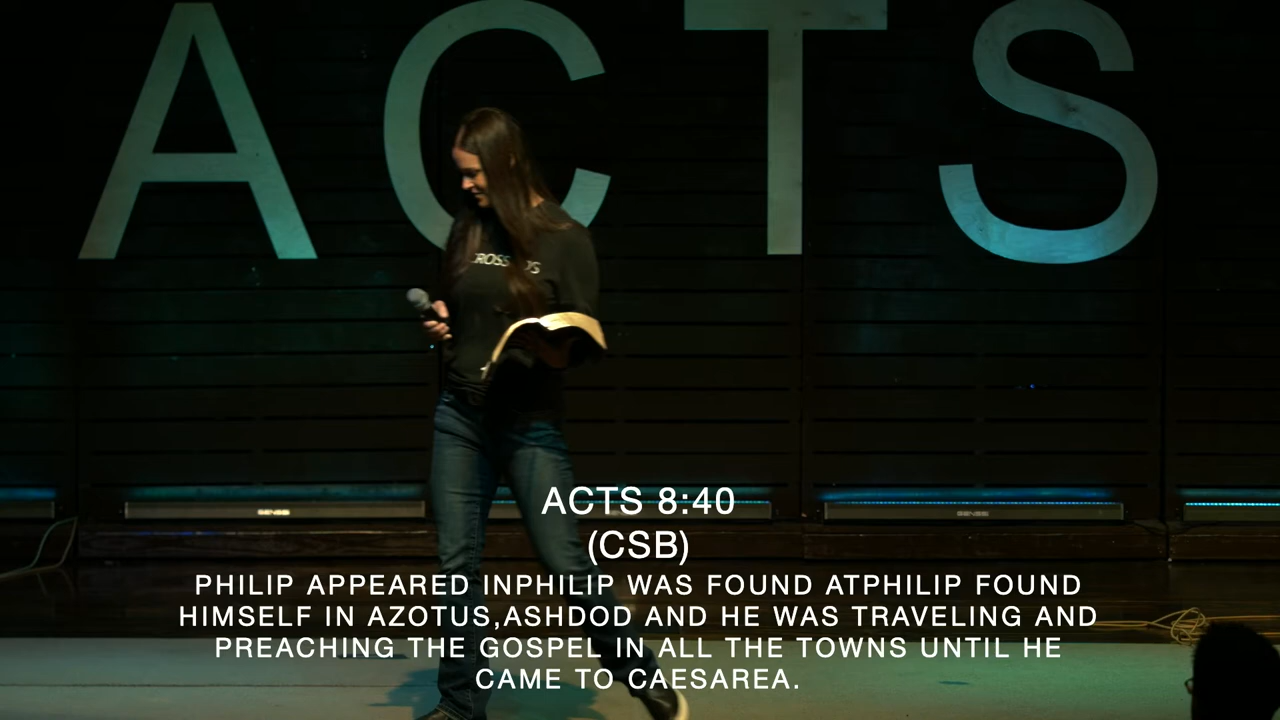 ACTS
ACTS 8:40
(CSB)
PHILIP APPEARED INPHILIP WAS FOUND ATPHILIP FOUND
HIMSELF IN AZOTUS,ASHDOD AND HE WAS TRAVELING AND
PREACHING THE GOSPEL IN ALL THE TOWNS UNTIL HE
CAME TO CAESAREA.